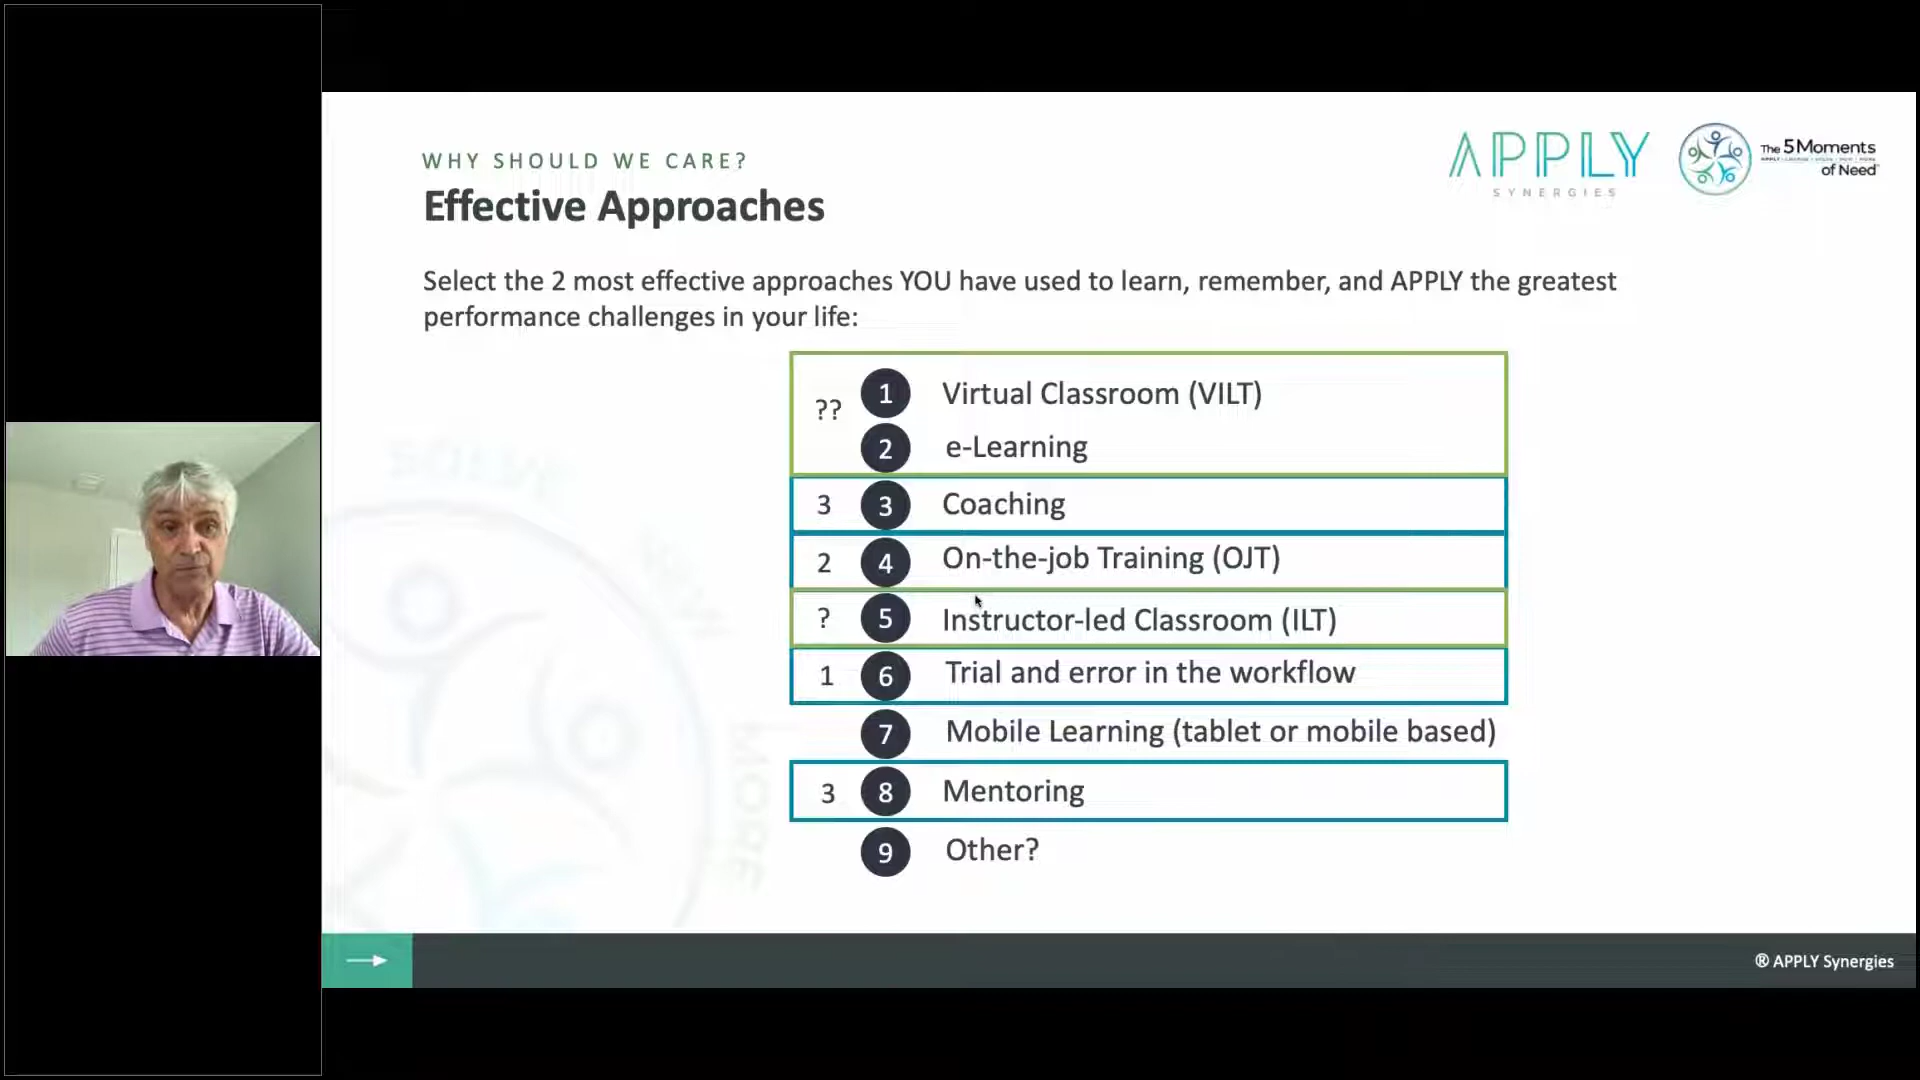 WHY SHOULD WE CARE?
Effective Approaches
APPLY
SYNERGIES
The 5 Moments
of Need
Select the 2 most effective approaches YOU have used to learn, remember, and APPLY the greatest
performance challenges in your life:
??
1 Virtual Classroom (VILT)
2 e-Learning
3 3 Coaching
2 4 On-the-job Training (OJT)
? 5 Instructor-led Classroom (ILT)
1 6 Trial and error in the workflow
7 Mobile Learning (tablet or mobile based)
3 8 Mentoring
9 Other?
MORE
® APPLY Synergies